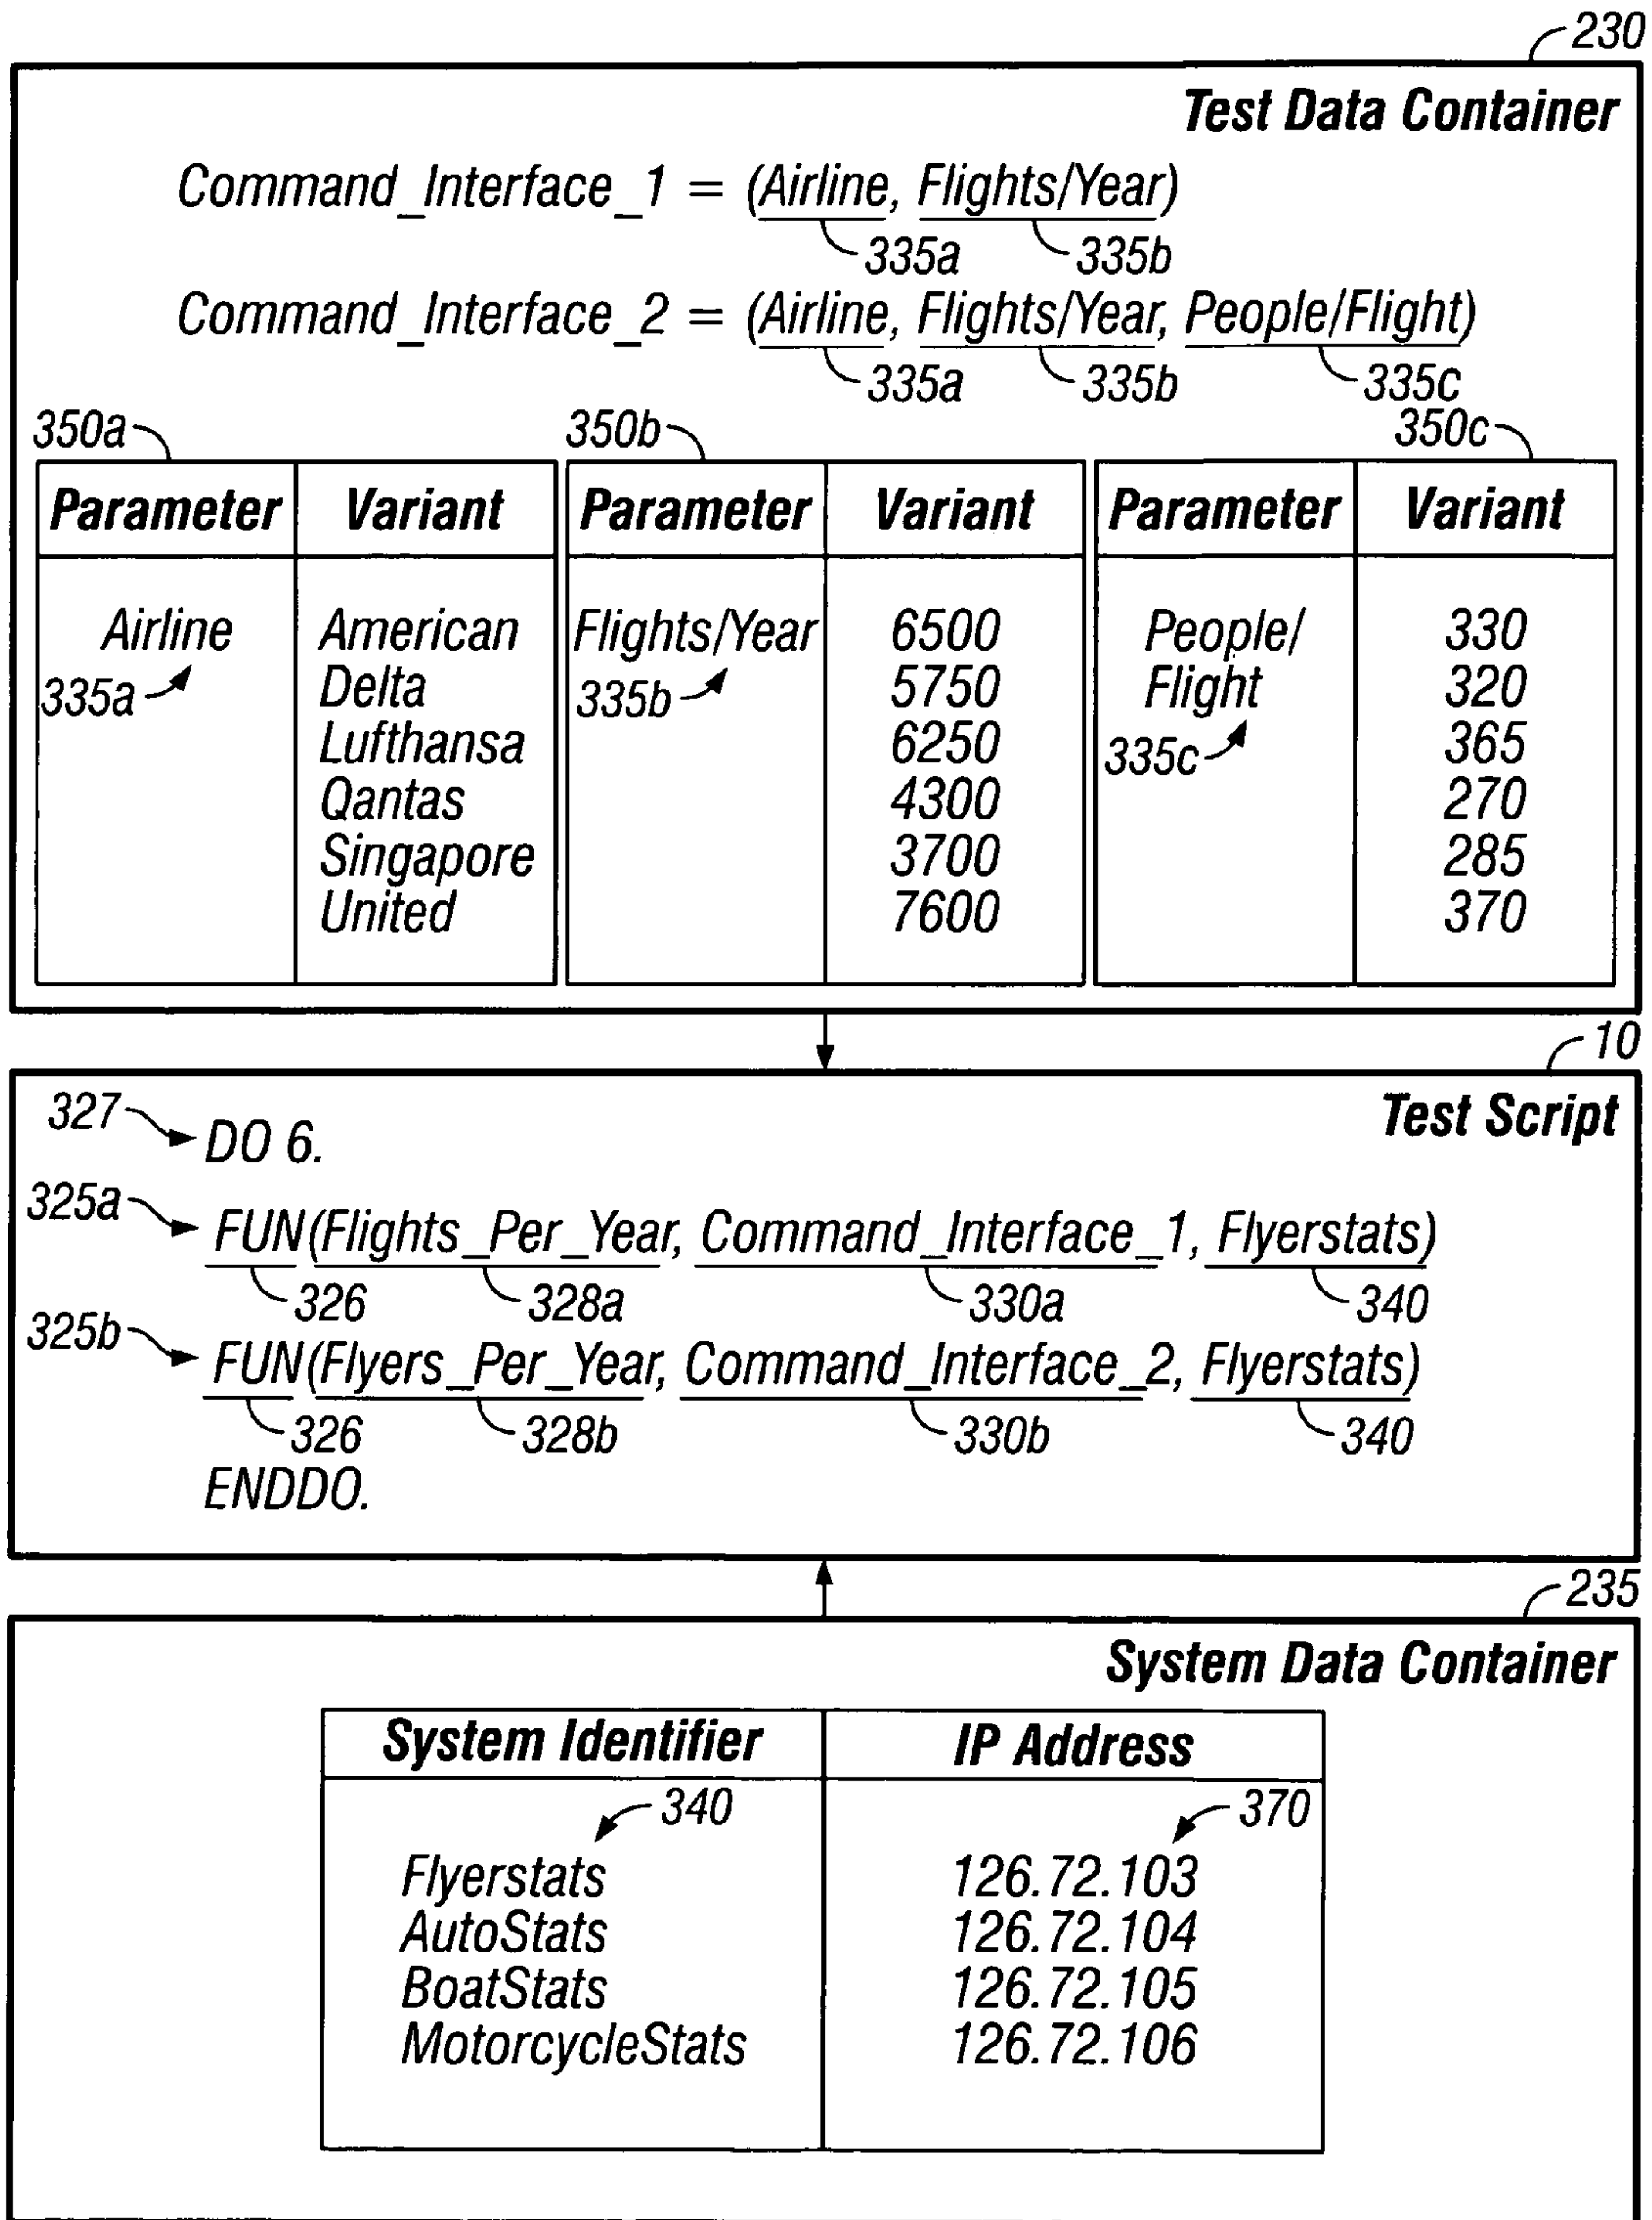 230
Test Data Container
Command_Interface_1 = (Airline, Flights/Year)
335a 335b
Command_Interface_2 = (Airline, Flights/Year, People/Flight)
335a 335b 335c
350a 350b 350c
Parameter Variant Parameter Variant Parameter Variant
Airline American Flights/Year 6500 People/ 330
335a Delta 335b 5750 Flight 320
Lufthansa 6250 335c 365
Qantas 4300 270
Singapore 3700 285
United 7600 370
10
Test Script
327 DO 6.
325a FUN(Flights_Per_Year, Command_Interface_1, Flyerstats)
326 328a 330a 340
325b FUN(Flyers_Per_Year, Command_Interface_2, Flyerstats)
326 328b 330b 340
ENDDO.
235
System Data Container
System Identifier IP Address
340 370
Flyerstats 126.72.103
AutoStats 126.72.104
BoatStats 126.72.105
MotorcycleStats 126.72.106